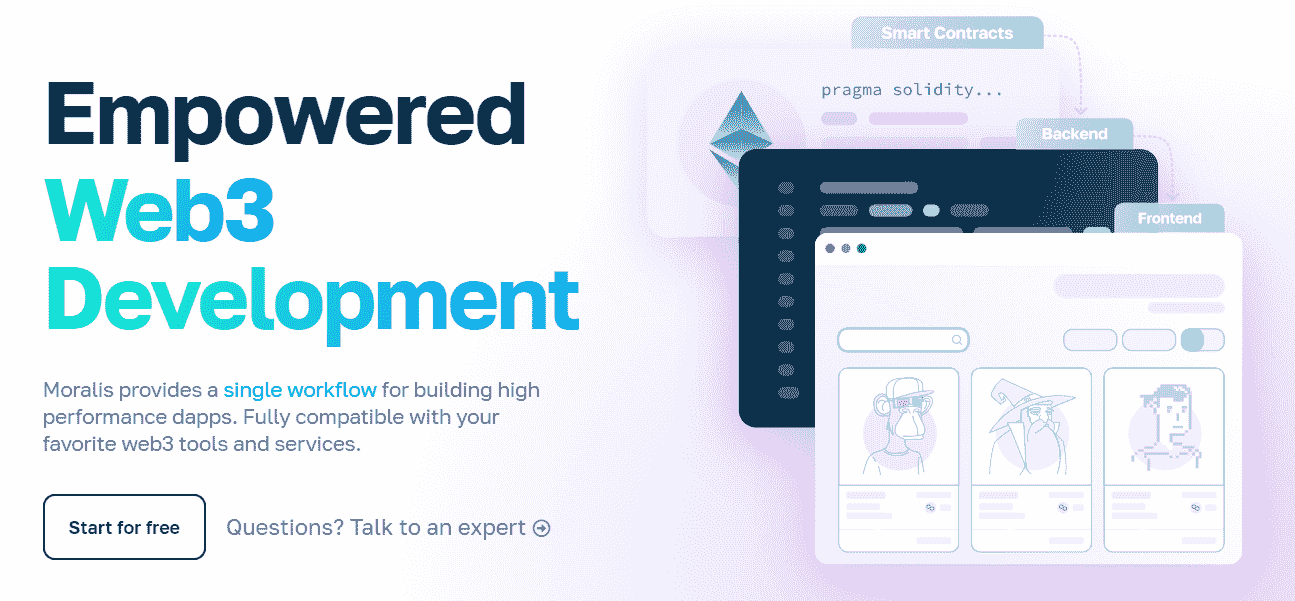 Empowered
Web3
Development
Moralis provides a single workflow for building high
performance dapps. Fully compatible with your
favorite web3 tools and services.
Start for free
Questions? Talk to an expert
Smart Contracts
pragma solidity...
Backend
Frontend